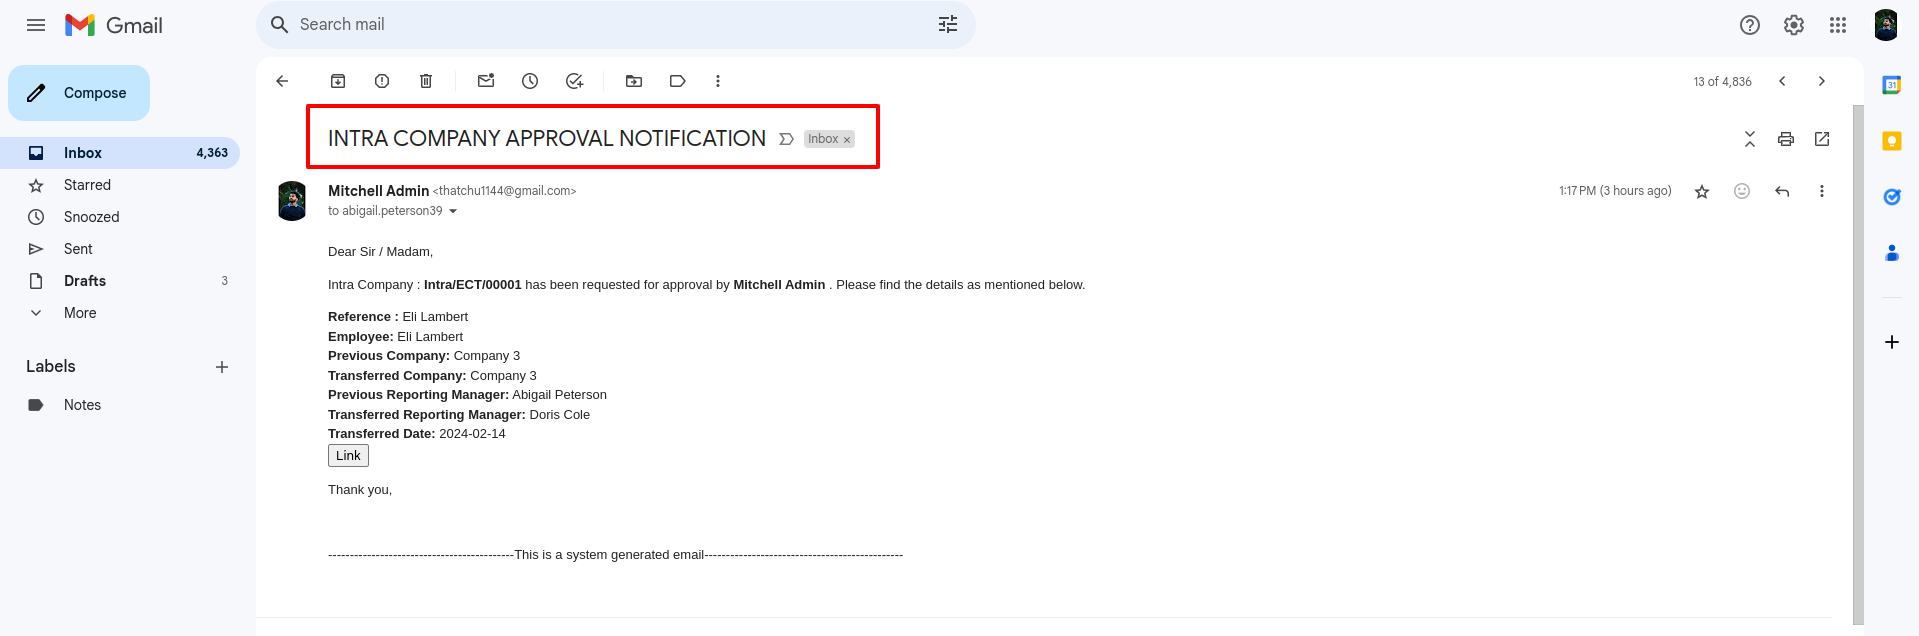 Gmail
Search mail
Compose
13 of 4,836
INTRA COMPANY APPROVAL NOTIFICATION Inbox ×
Inbox 4,363
Starred
Snoozed
Sent
Drafts 3
More
Labels
Notes
Mitchell Admin <thatchu1144@gmail.com> 1:17 PM (3 hours ago)
to abigail.peterson39
Dear Sir / Madam,
Intra Company : Intra/ECT/00001 has been requested for approval by Mitchell Admin . Please find the details as mentioned below.
Reference : Eli Lambert
Employee: Eli Lambert
Previous Company: Company 3
Transferred Company: Company 3
Previous Reporting Manager: Abigail Peterson
Transferred Reporting Manager: Doris Cole
Transferred Date: 2024-02-14
Link
Thank you,
-------------------------------------------This is a system generated email----------------------------------------------
31